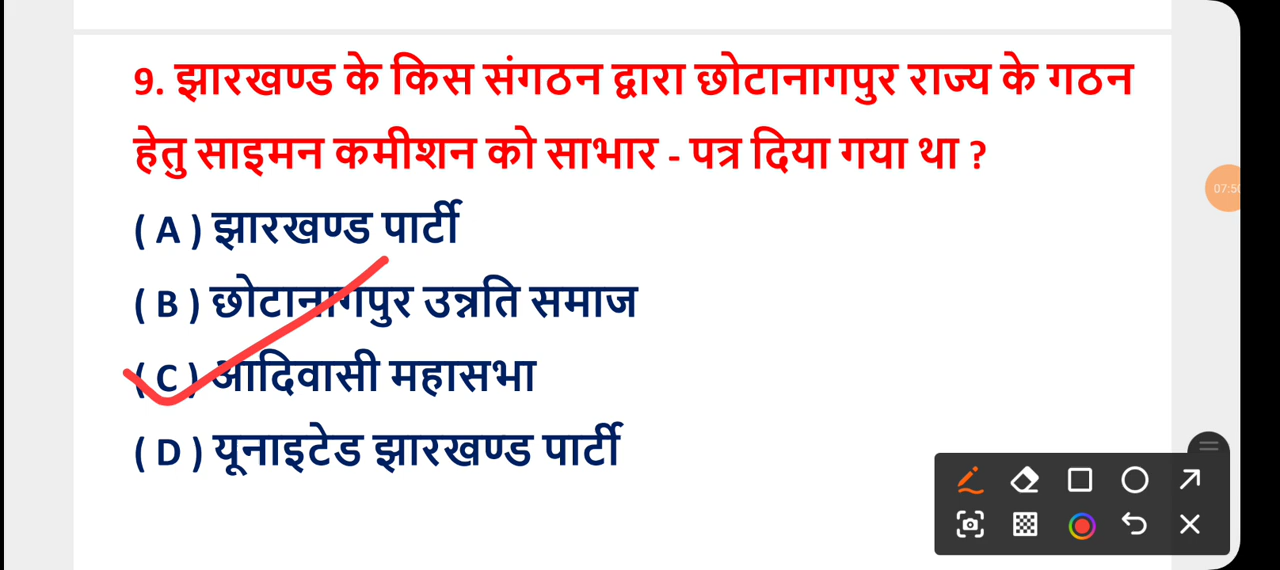 9. झारखण्ड के किस संगठन द्वारा छोटानागपुर राज्य के गठन
हेतु साइमन कमीशन को साभार - पत्र दिया गया था ?
( A ) झारखण्ड पार्टी
( B ) छोटानागपुर उन्नति समाज
( C ) आदिवासी महासभा
( D ) यूनाइटेड झारखण्ड पार्टी